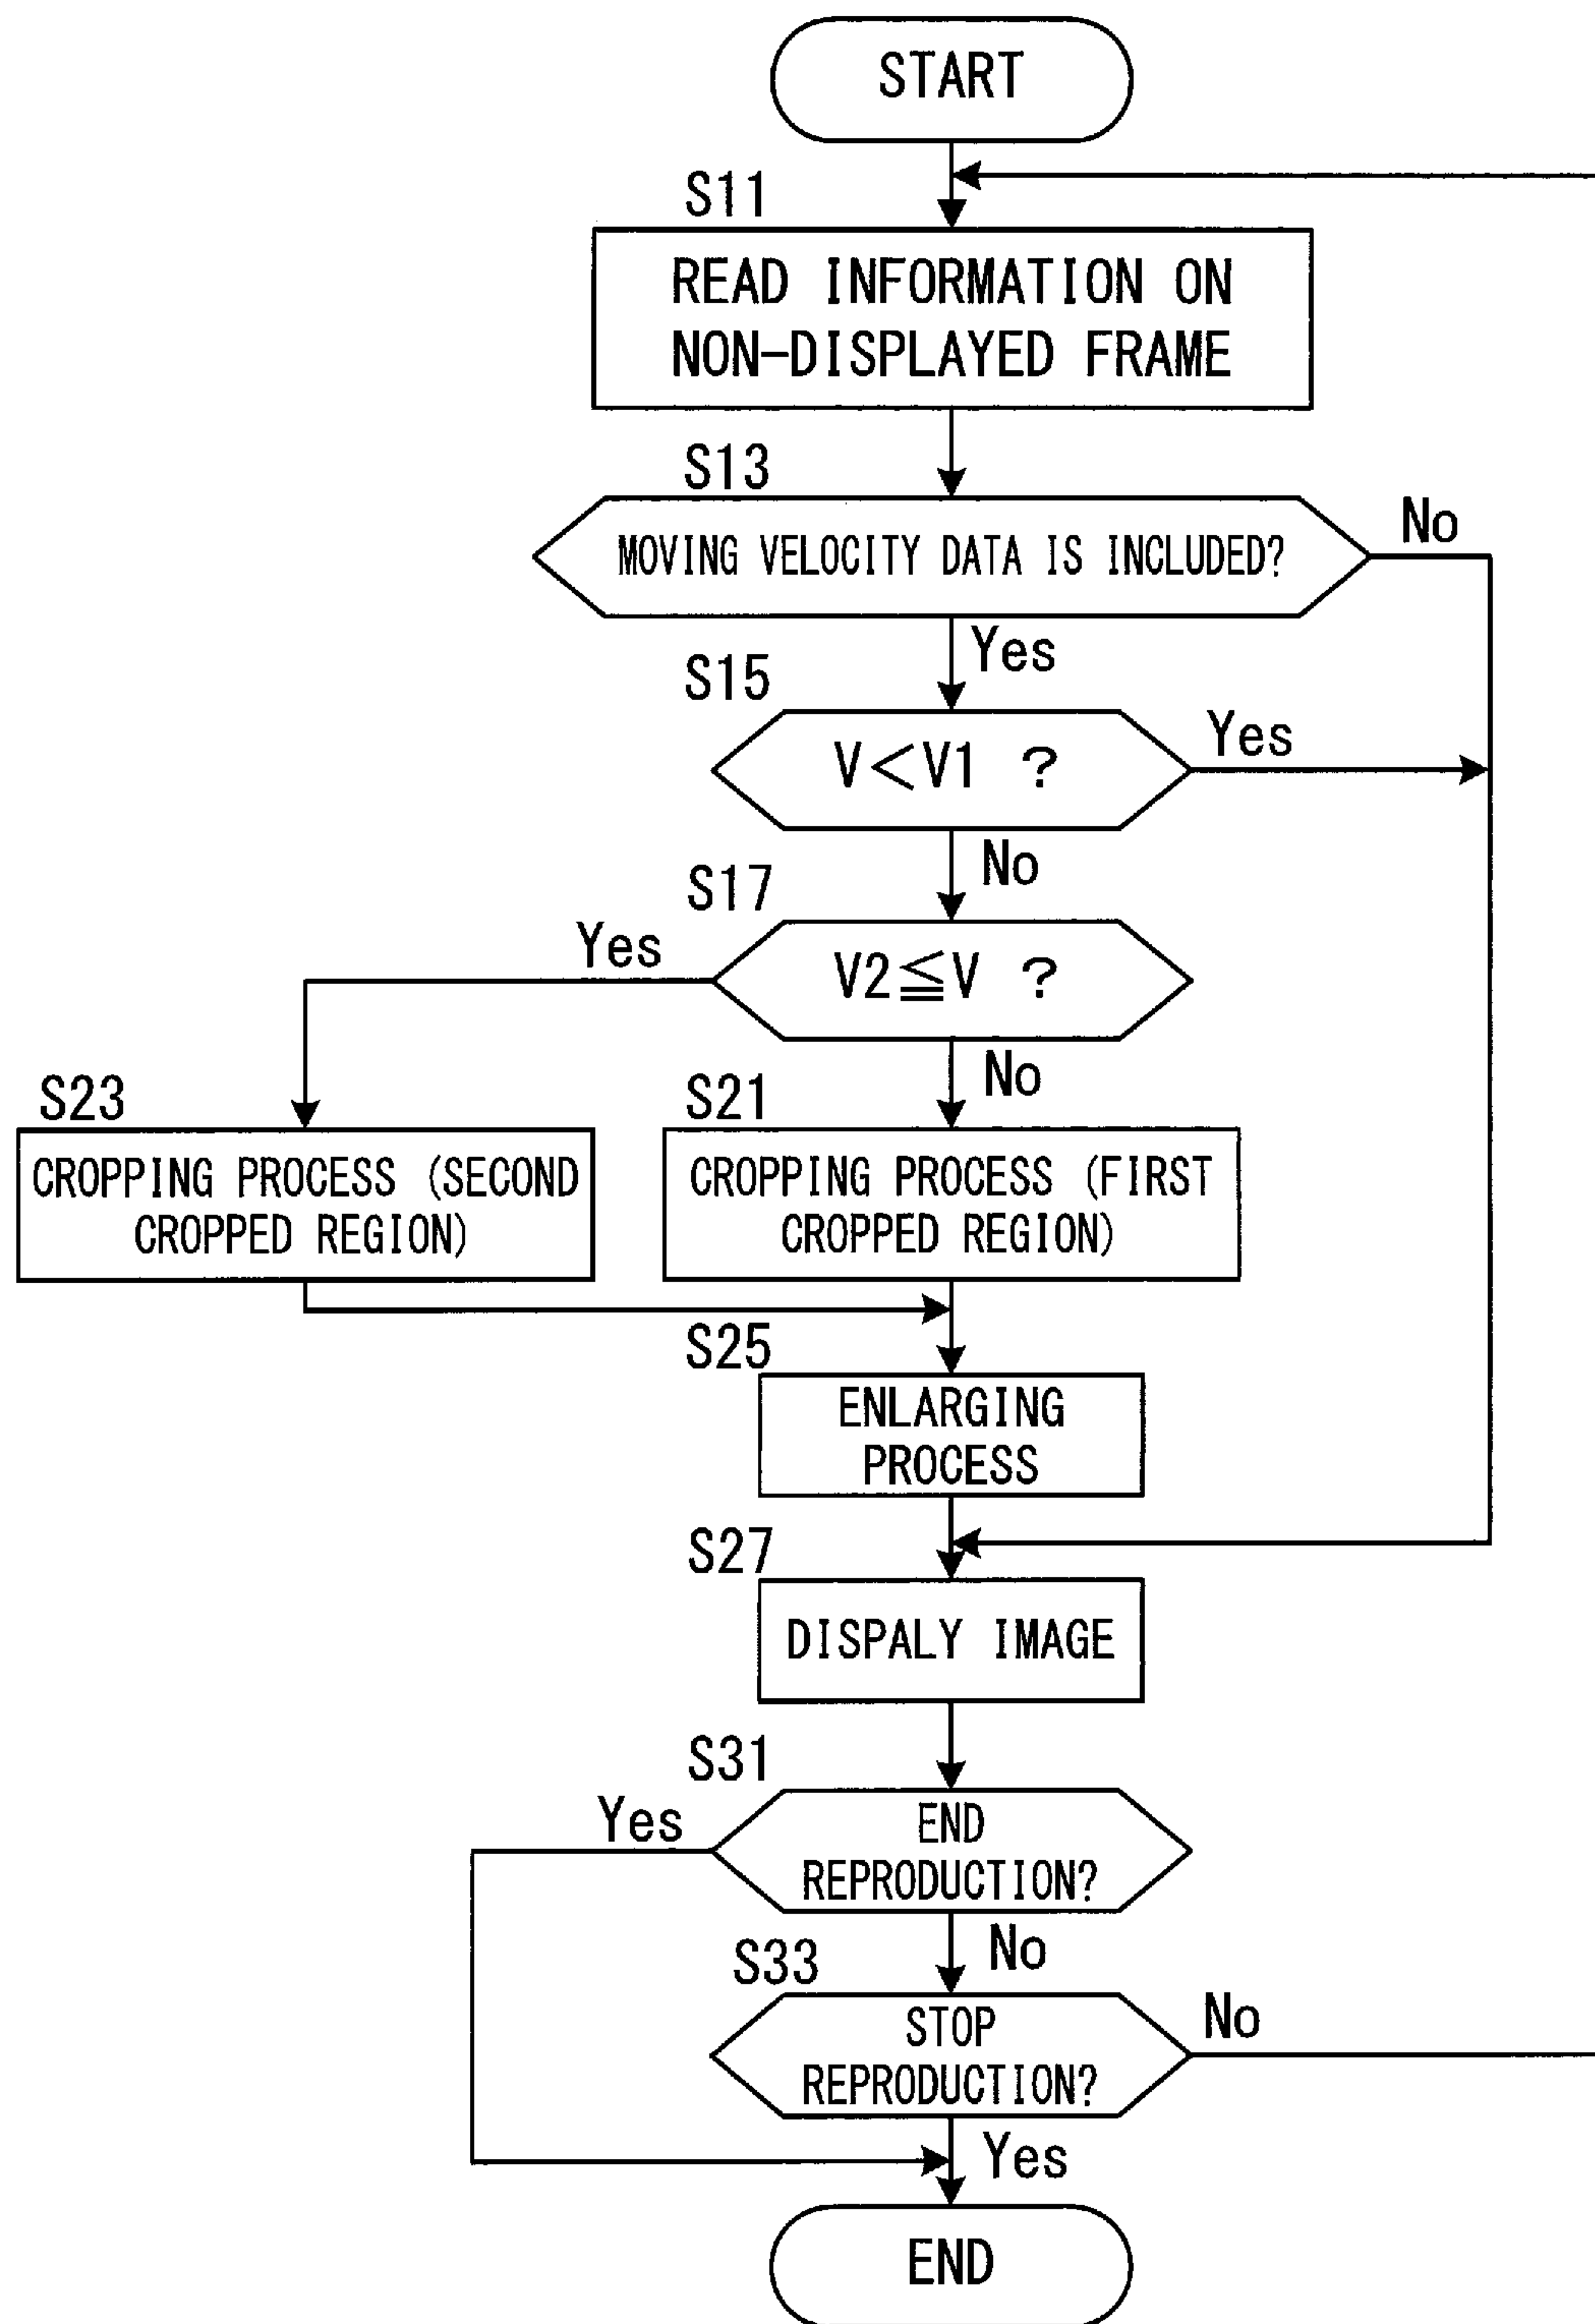 START
S11
READ INFORMATION ON
NON-DISPLAYED FRAME
S13
MOVING VELOCITY DATA IS INCLUDED?
No
Yes
S15
V<V1 ?
Yes
No
S17
Yes
V2≦V ?
No
S23
S21
CROPPING PROCESS (SECOND
CROPPED REGION)
CROPPING PROCESS (FIRST
CROPPED REGION)
S25
ENLARGING
PROCESS
S27
DISPALY IMAGE
S31
Yes
END
REPRODUCTION?
No
S33
STOP
REPRODUCTION?
No
Yes
END